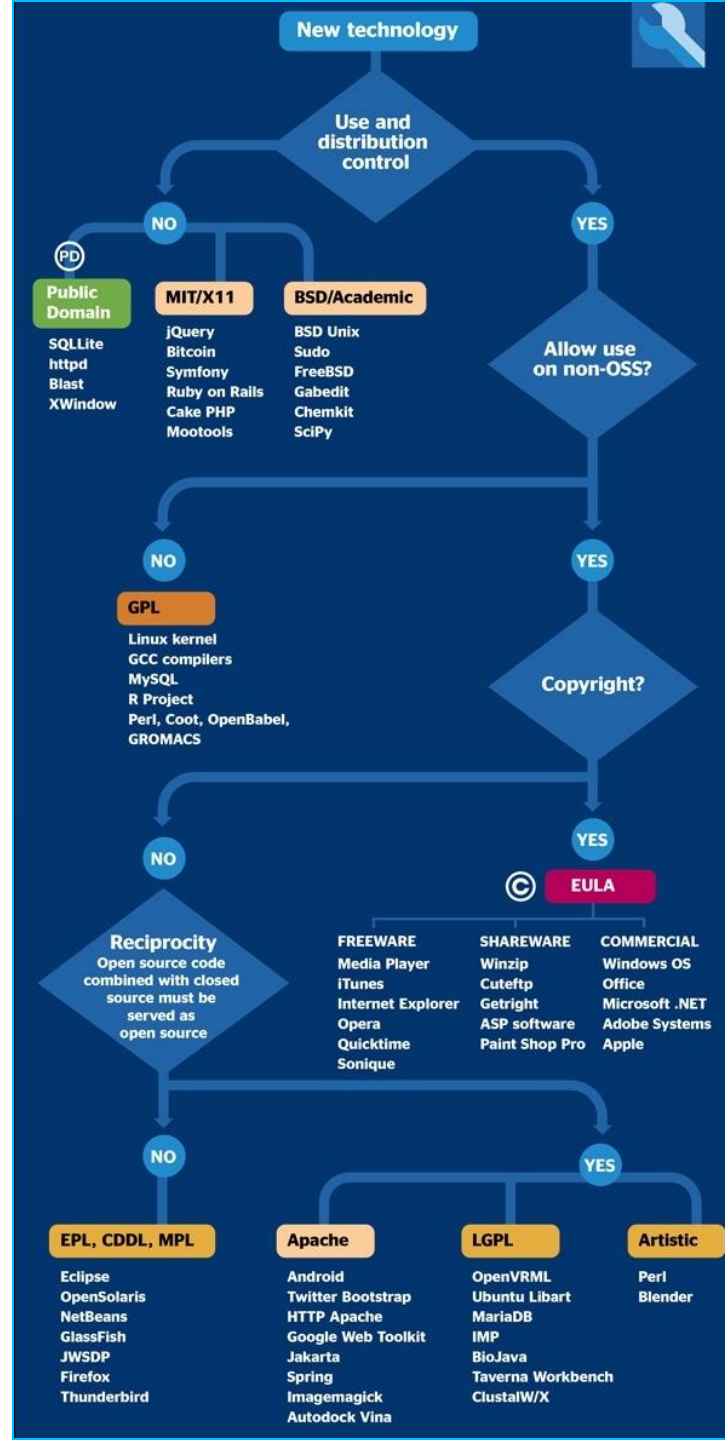 New technology
Use and
distribution
control
NO
YES
PD
Public
Domain
SQLLite
httpd
Blast
XWindow
MIT/X11
jQuery
Bitcoin
Symfony
Ruby on Rails
Cake PHP
Mootools
BSD/Academic
BSD Unix
Sudo
FreeBSD
Gabedit
Chemkit
SciPy
Allow use
on non-OSS?
NO
YES
GPL
Linux kernel
GCC compilers
MySQL
R Project
Perl, Coot, OpenBabel,
GROMACS
Copyright?
NO
YES
© EULA
Reciprocity
Open source code
combined with closed
source must be
served as
open source
FREEWARE
Media Player
iTunes
Internet Explorer
Opera
Quicktime
Sonique
SHAREWARE
Winzip
Cuteftp
Getright
ASP software
Paint Shop Pro
COMMERCIAL
Windows OS
Office
Microsoft .NET
Adobe Systems
Apple
NO
YES
EPL, CDDL, MPL
Eclipse
OpenSolaris
NetBeans
GlassFish
JWSDP
Firefox
Thunderbird
Apache
Android
Twitter Bootstrap
HTTP Apache
Google Web Toolkit
Jakarta
Spring
Imagemagick
Autodock Vina
LGPL
OpenVRML
Ubuntu Libart
MariaDB
IMP
BioJava
Taverna Workbench
ClustalW/X
Artistic
Perl
Blender